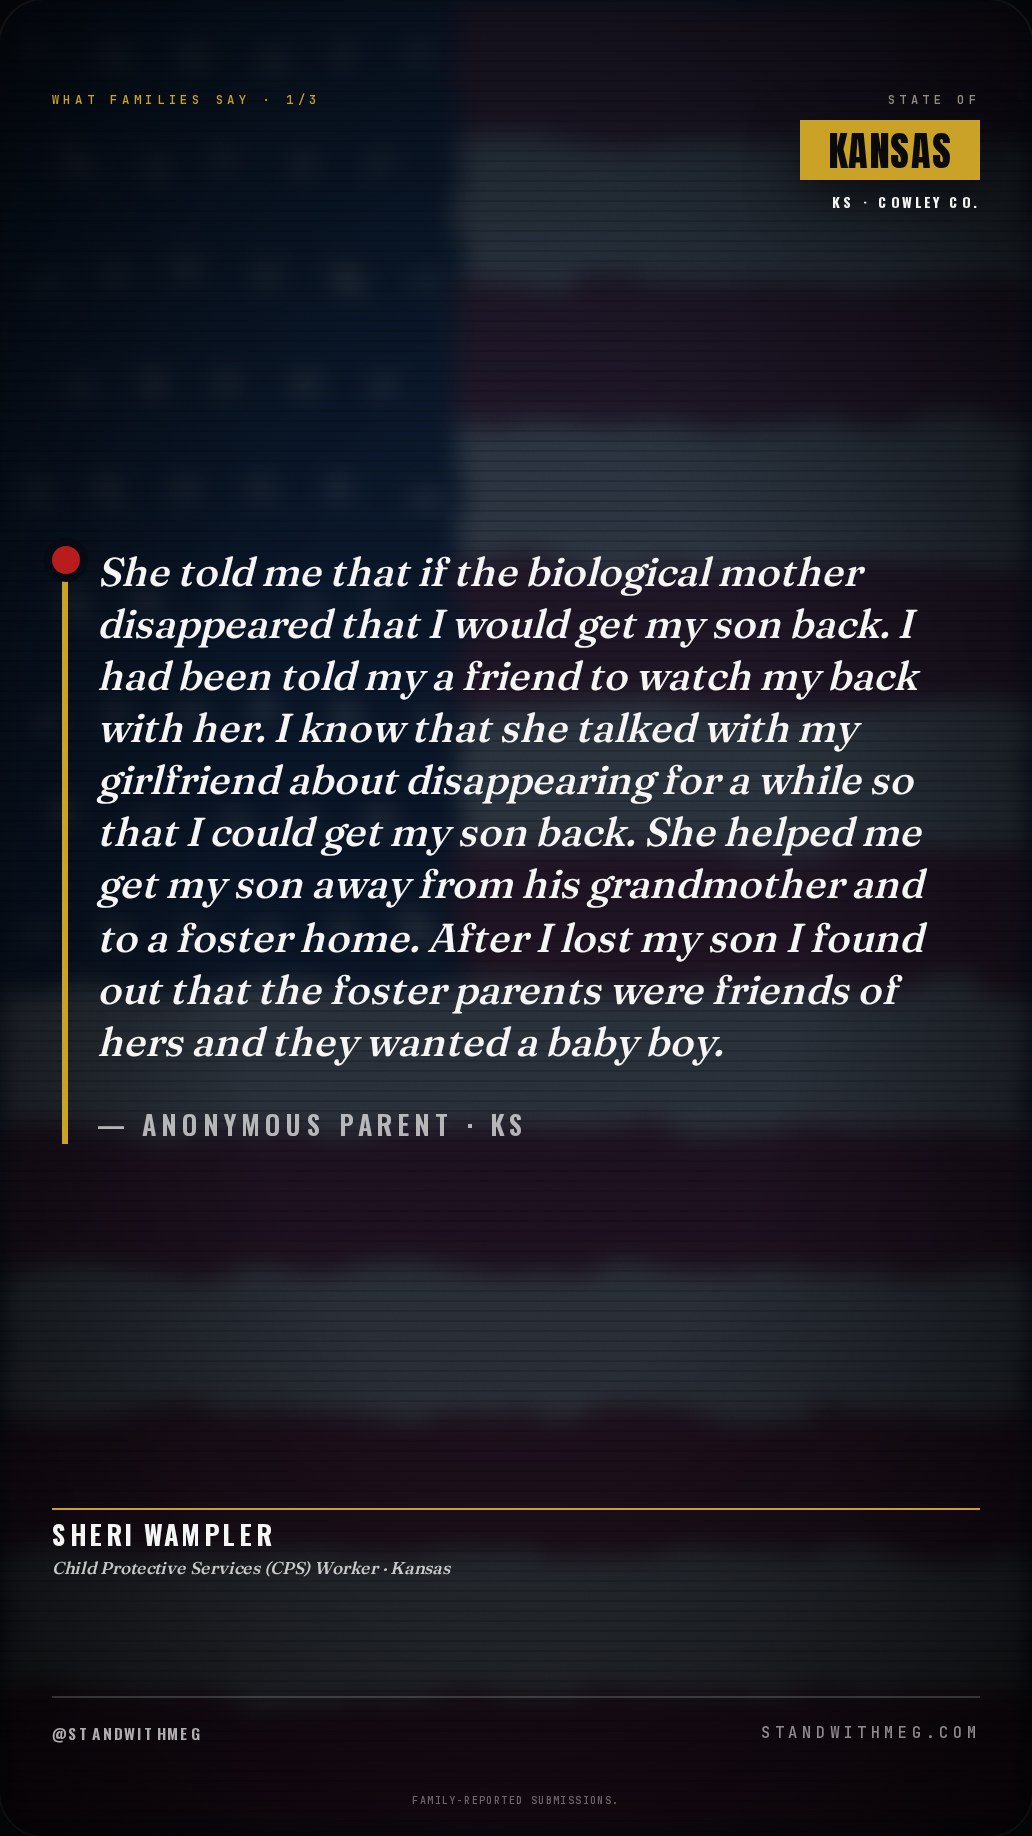 WHAT FAMILIES SAY · 1/3
STATE OF
KANSAS
KS · COWLEY CO.
She told me that if the biological mother
disappeared that I would get my son back. I
had been told my a friend to watch my back
with her. I know that she talked with my
girlfriend about disappearing for a while so
that I could get my son back. She helped me
get my son away from his grandmother and
to a foster home. After I lost my son I found
out that the foster parents were friends of
hers and they wanted a baby boy.
— ANONYMOUS PARENT · KS
SHERI WAMPLER
Child Protective Services (CPS) Worker · Kansas
@STANDWITHMEG
STANDWITHMEG.COM
FAMILY-REPORTED SUBMISSIONS.